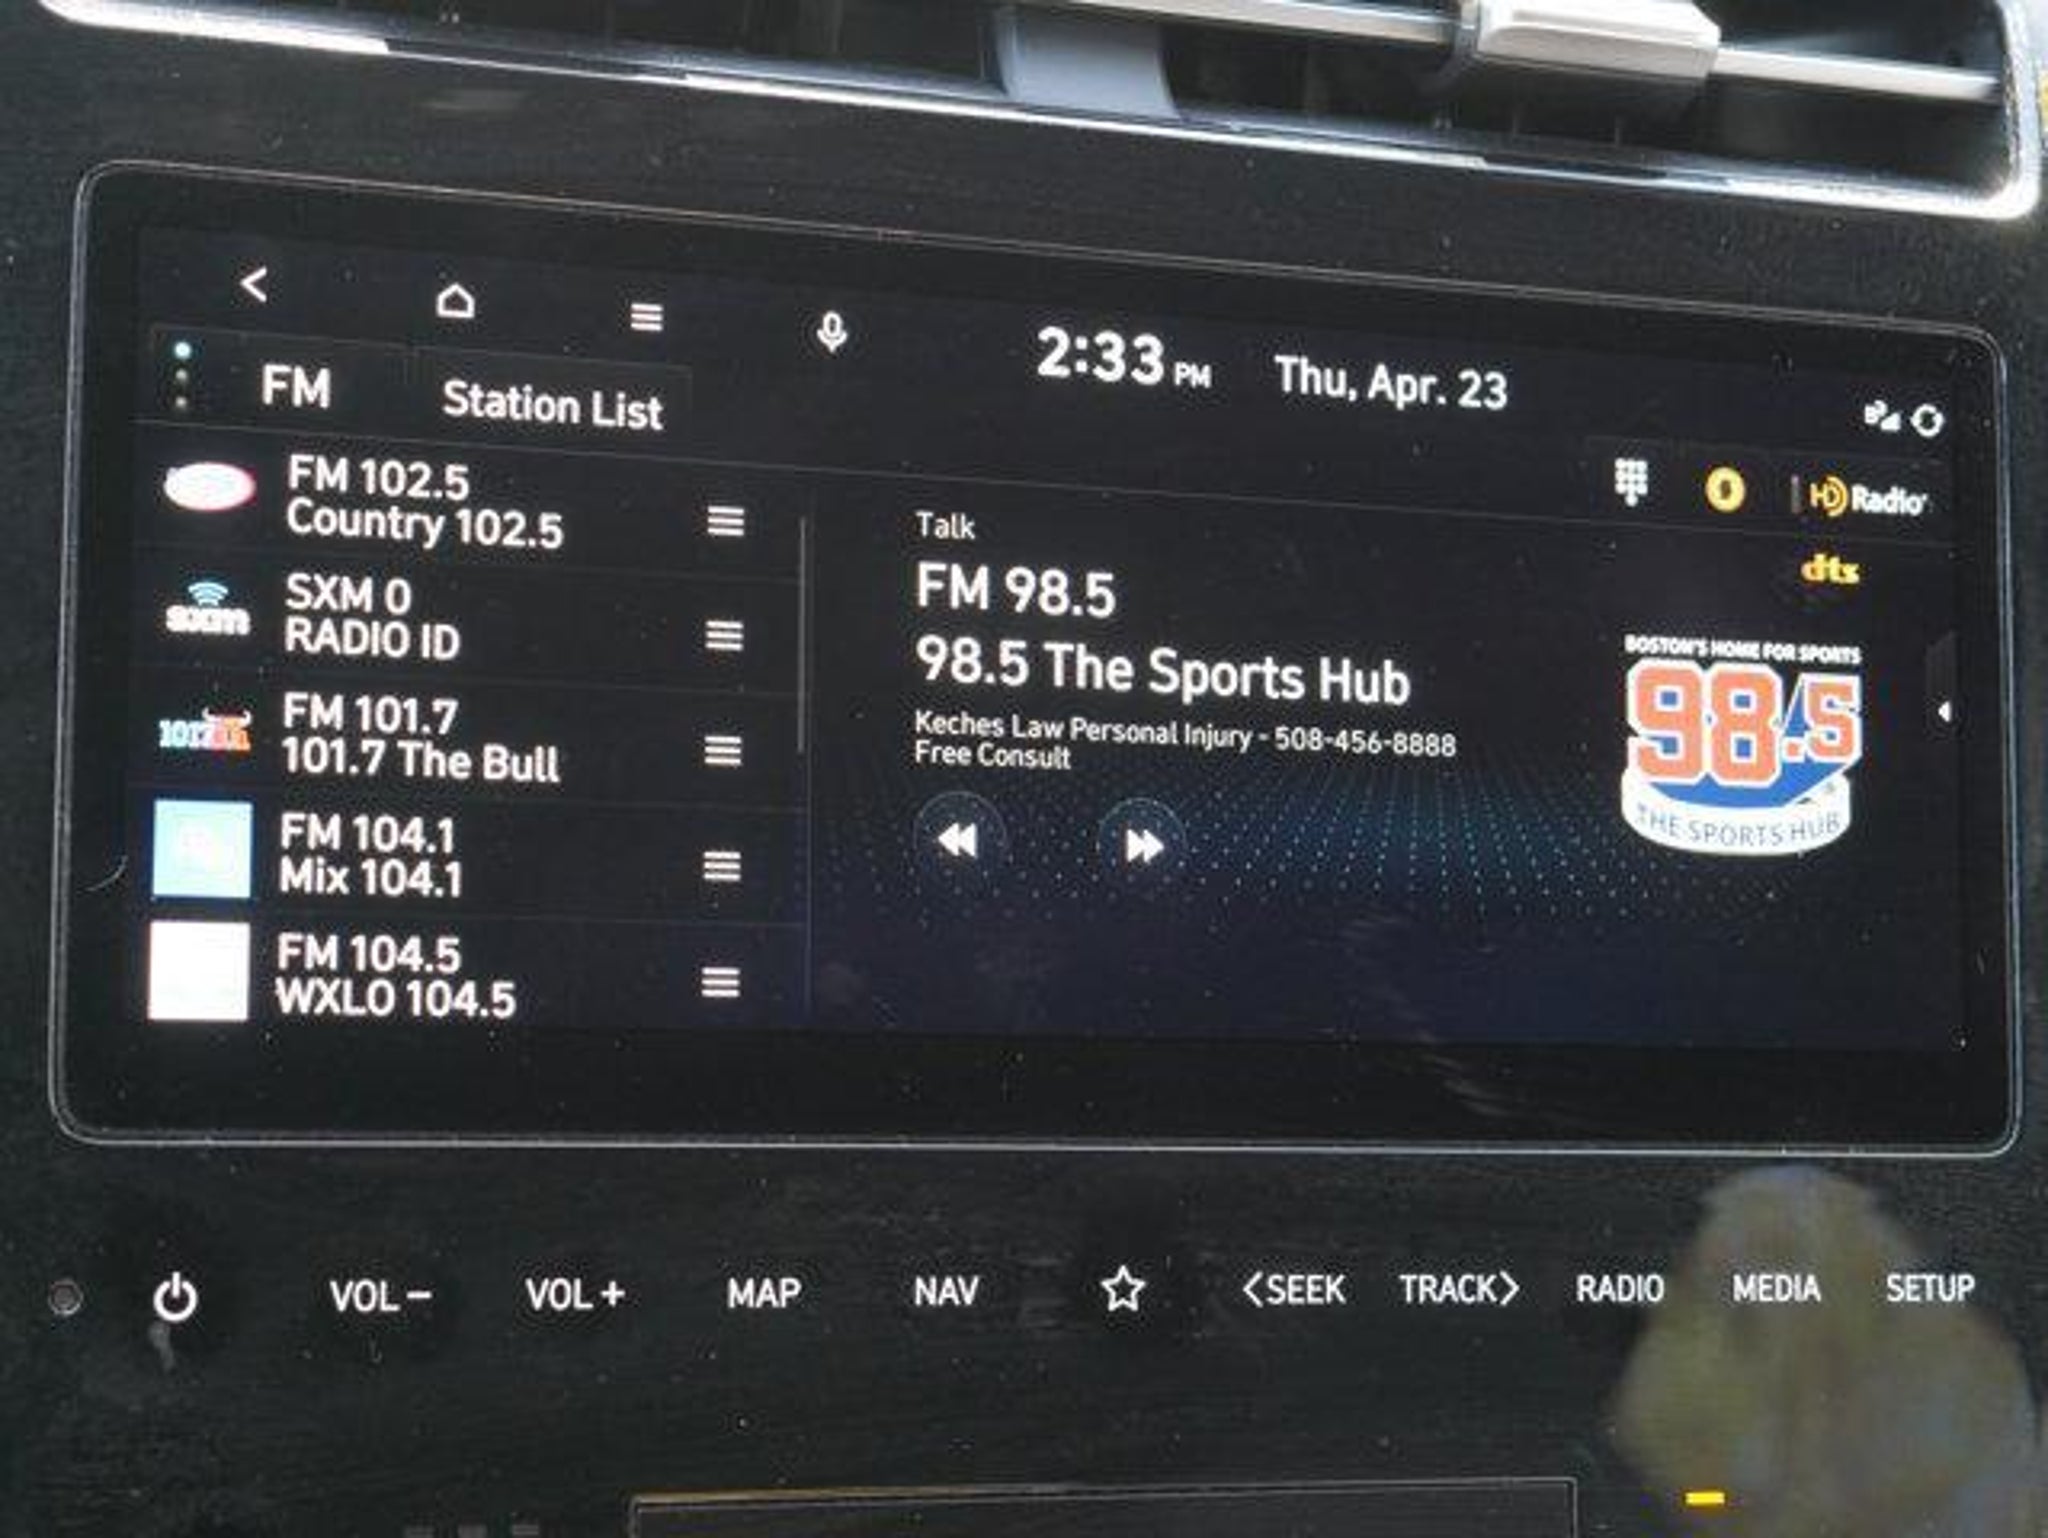 2:33 PM
Thu, Apr. 23
FM
Station List
HD Radio
dts
FM 102.5
Country 102.5
sxm
SXM 0
RADIO ID
FM 101.7
101.7 The Bull
FM 104.1
Mix 104.1
FM 104.5
WXLO 104.5
Talk
FM 98.5
98.5 The Sports Hub
Keches Law Personal Injury - 508-456-8888
Free Consult
BOSTON'S HOME FOR SPORTS
98.5
THE SPORTS HUB
VOL− VOL+ MAP NAV <SEEK TRACK> RADIO MEDIA SETUP